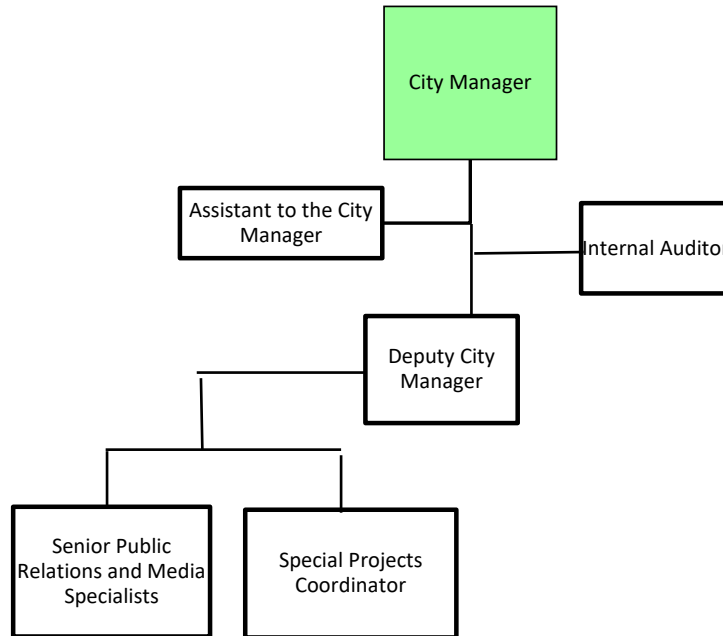 City Manager
Assistant to the City
Manager
Internal Auditor
Deputy City
Manager
Senior Public
Relations and Media
Specialists
Special Projects
Coordinator